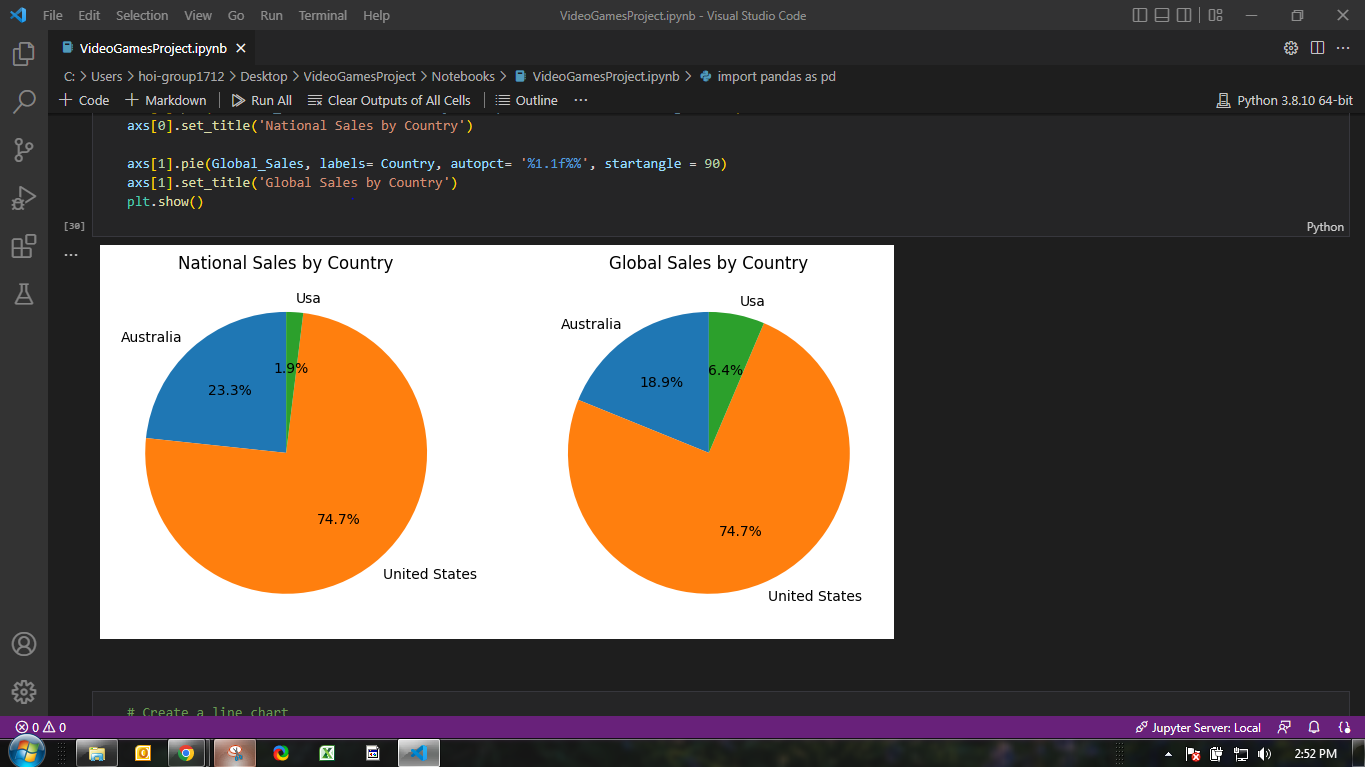 File Edit Selection View Go Run Terminal Help VideoGamesProject.ipynb - Visual Studio Code
VideoGamesProject.ipynb
C: > Users > hoi-group1712 > Desktop > VideoGamesProject > Notebooks > VideoGamesProject.ipynb > import pandas as pd
+ Code + Markdown Run All Clear Outputs of All Cells Outline ... Python 3.8.10 64-bit
axs[0].set_title('National Sales by Country')
axs[1].pie(Global_Sales, labels= Country, autopct= '%1.1f%%', startangle = 90)
axs[1].set_title('Global Sales by Country')
plt.show()
[30]
Python
National Sales by Country
Usa
Australia
1.9%
23.3%
74.7%
United States
Global Sales by Country
Usa
Australia
6.4%
18.9%
74.7%
United States
# Create a line chart
0 0 Jupyter Server: Local
2:52 PM